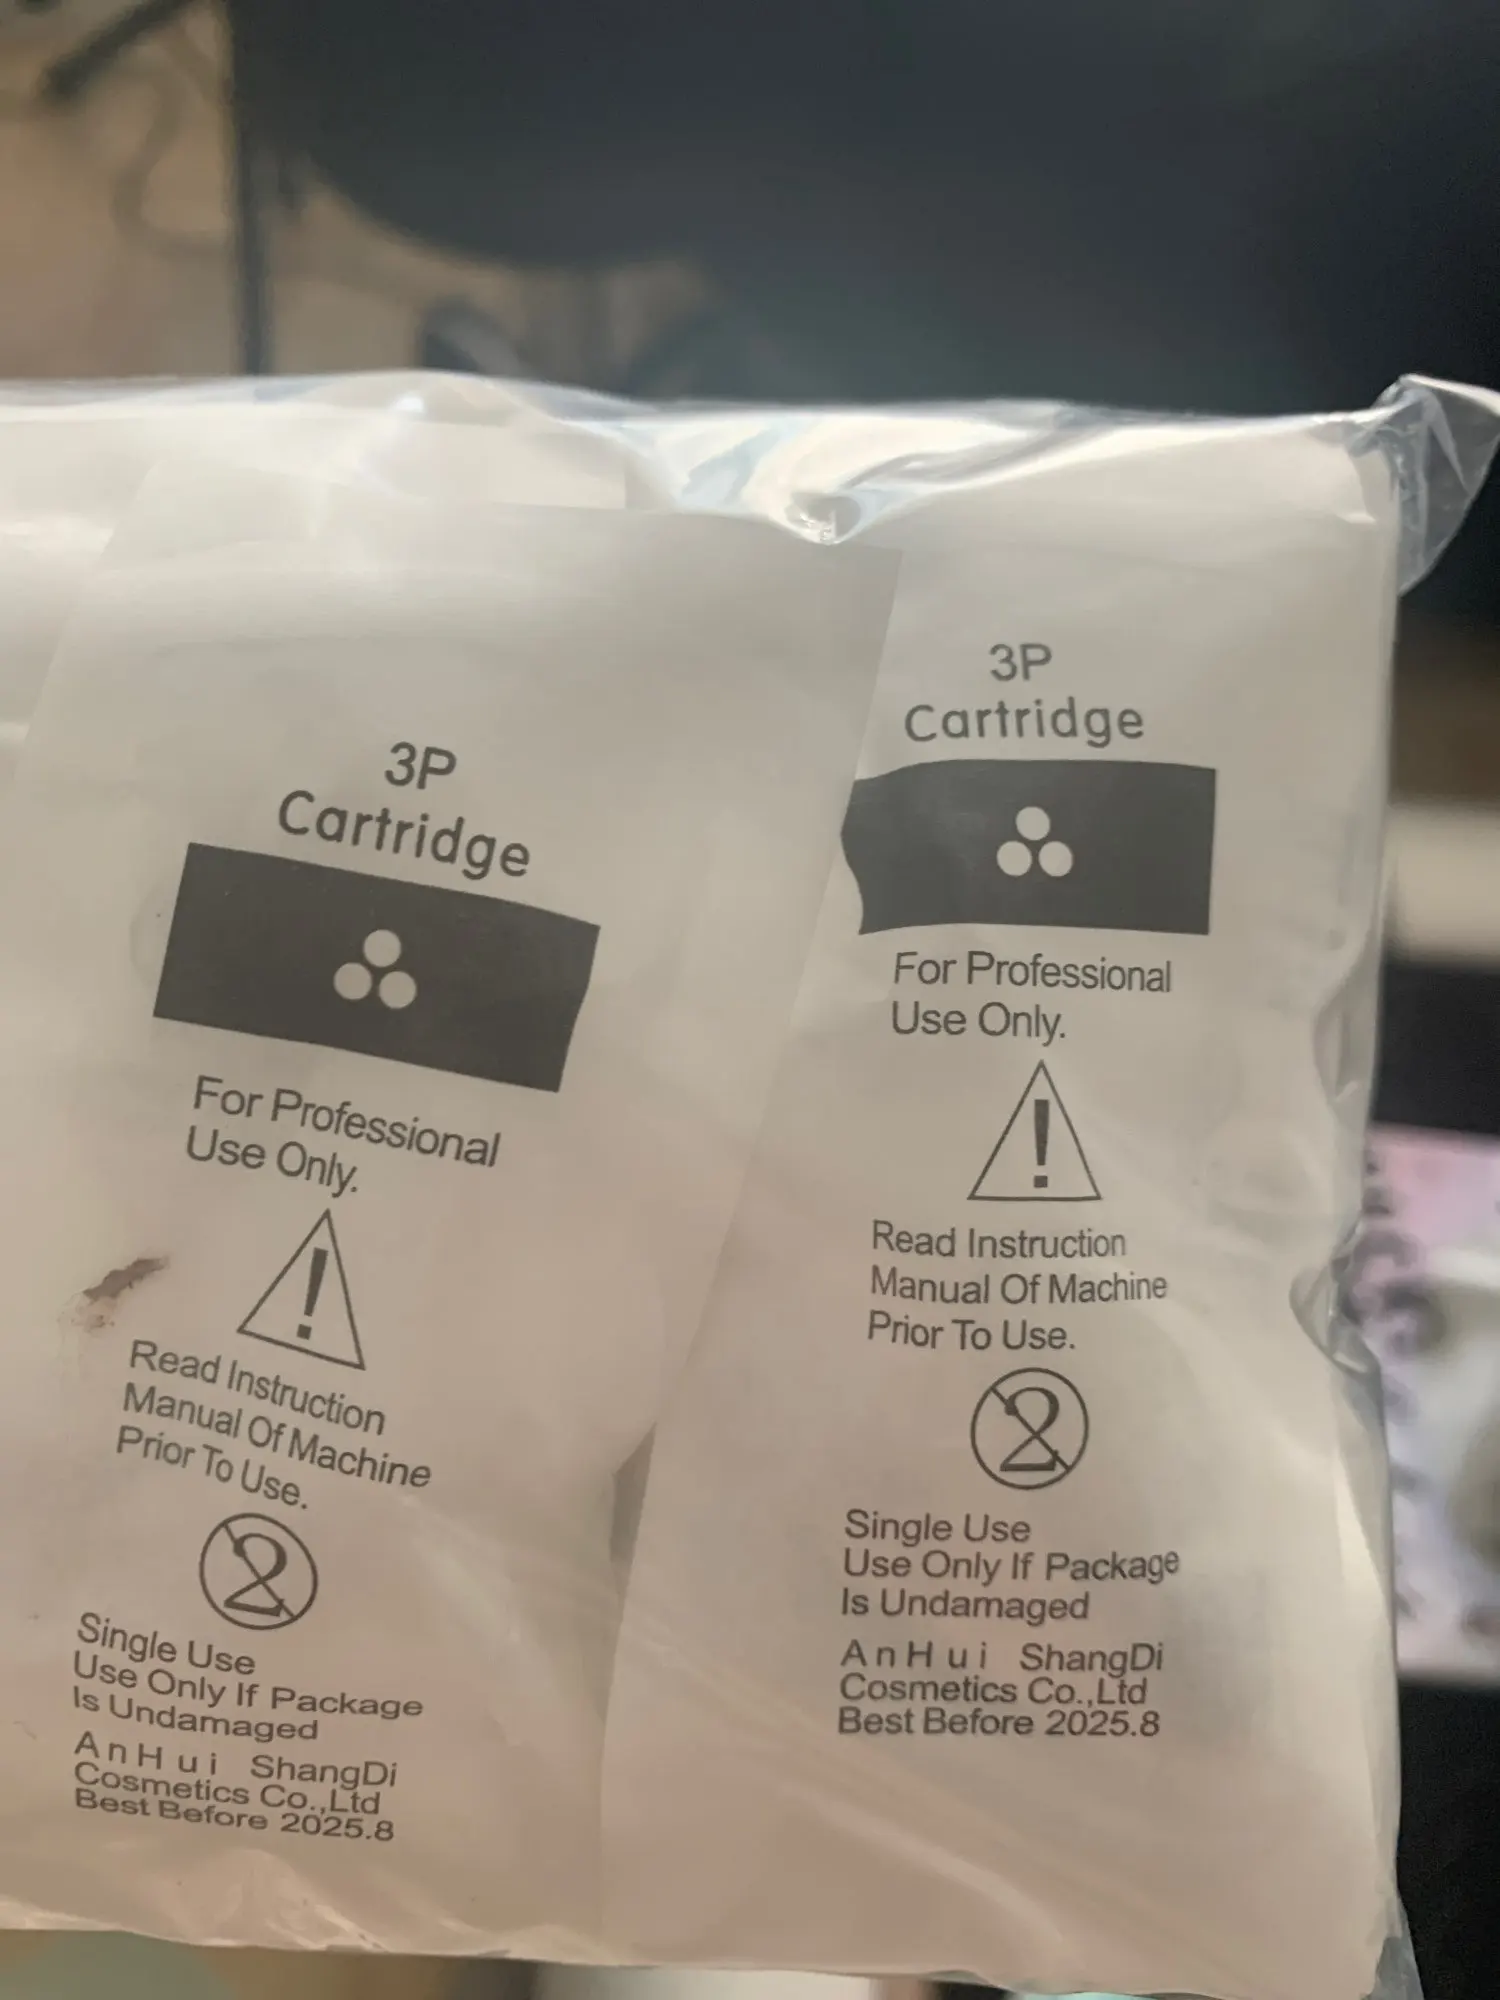 3P
Cartridge
For Professional
Use Only.
!
Read Instruction
Manual Of Machine
Prior To Use.
2
Single Use
Use Only If Package
Is Undamaged
AnHui ShangDi
Cosmetics Co.,Ltd
Best Before 2025.8
3P
Cartridge
For Professional
Use Only.
!
Read Instruction
Manual Of Machine
Prior To Use.
2
Single Use
Use Only If Package
Is Undamaged
AnHui ShangDi
Cosmetics Co.,Ltd
Best Before 2025.8